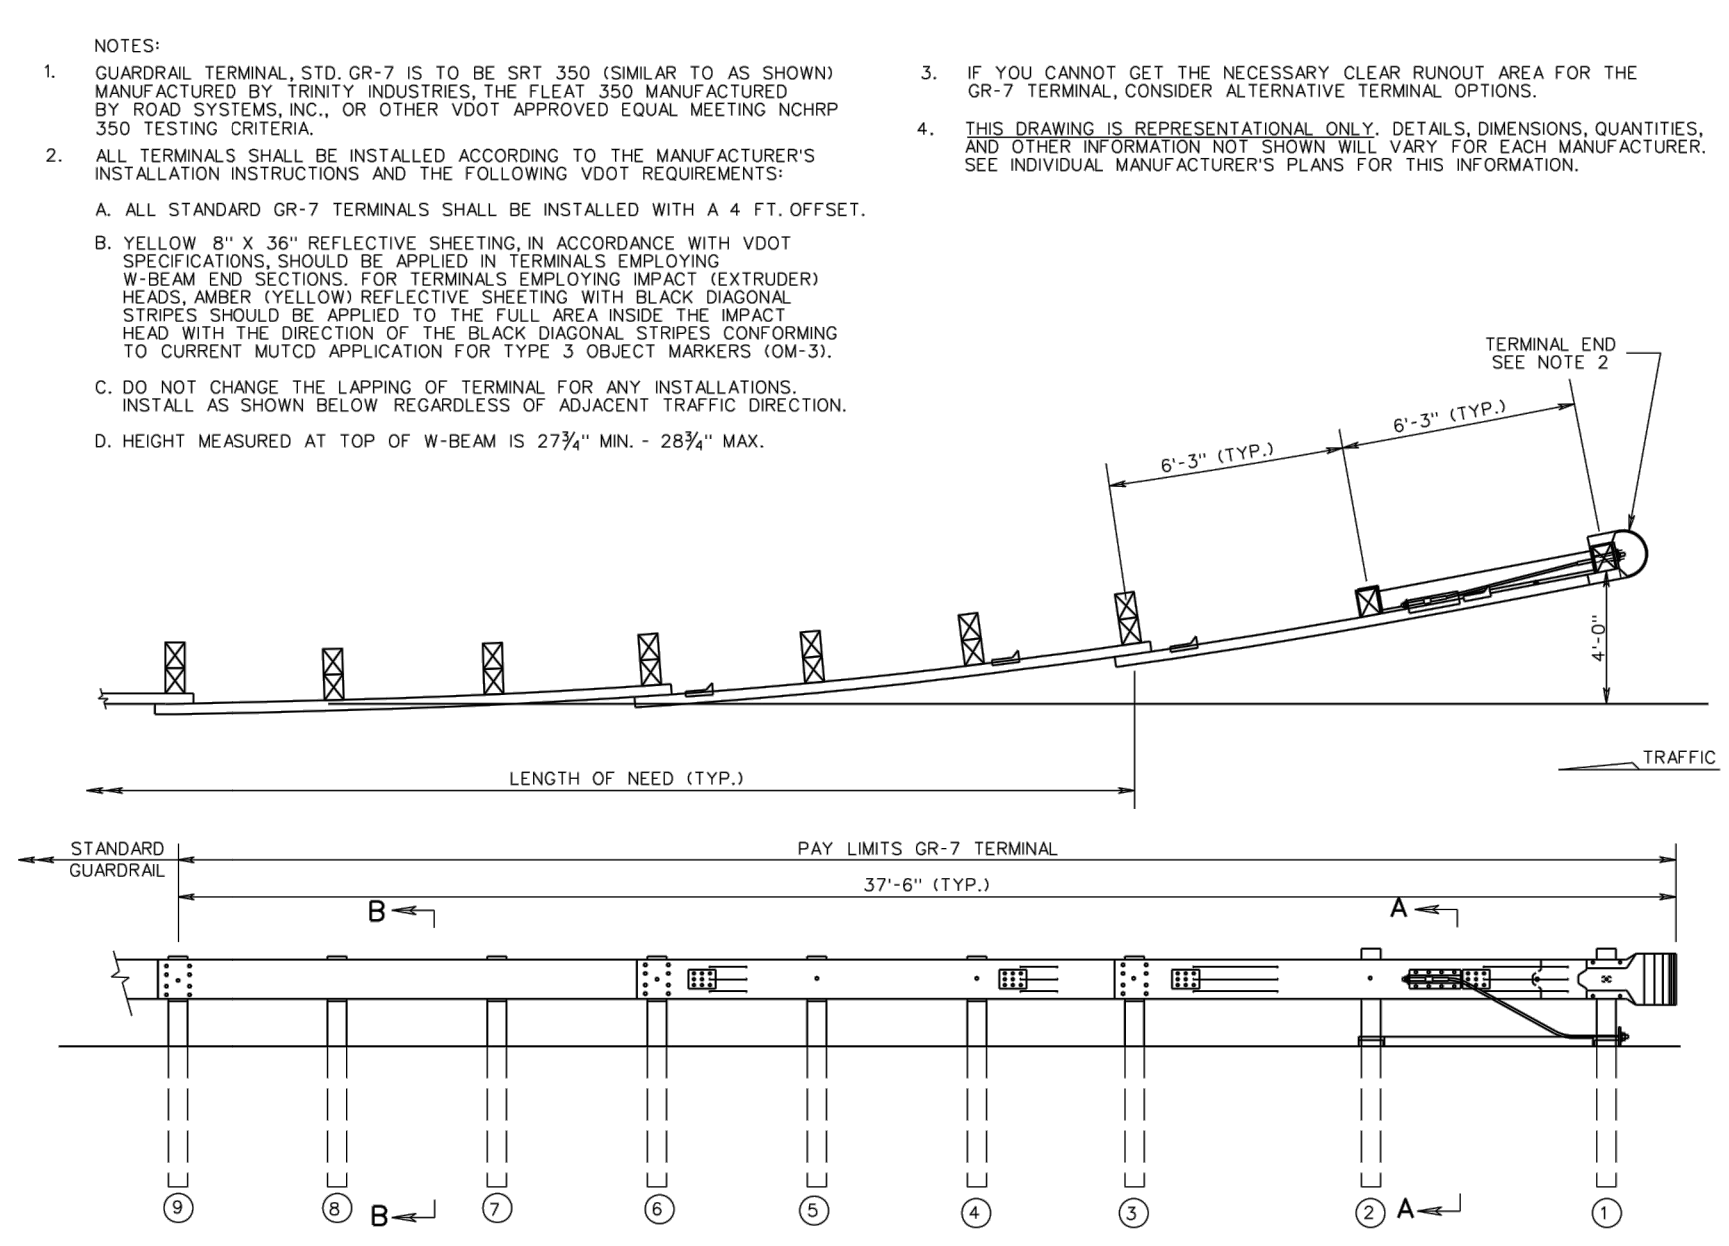 NOTES:
1. GUARDRAIL TERMINAL, STD. GR-7 IS TO BE SRT 350 (SIMILAR TO AS SHOWN)
MANUFACTURED BY TRINITY INDUSTRIES, THE FLEAT 350 MANUFACTURED
BY ROAD SYSTEMS, INC., OR OTHER VDOT APPROVED EQUAL MEETING NCHRP
350 TESTING CRITERIA.
2. ALL TERMINALS SHALL BE INSTALLED ACCORDING TO THE MANUFACTURER'S
INSTALLATION INSTRUCTIONS AND THE FOLLOWING VDOT REQUIREMENTS:
A. ALL STANDARD GR-7 TERMINALS SHALL BE INSTALLED WITH A 4 FT. OFFSET.
B. YELLOW 8" X 36" REFLECTIVE SHEETING, IN ACCORDANCE WITH VDOT
SPECIFICATIONS, SHOULD BE APPLIED IN TERMINALS EMPLOYING
W-BEAM END SECTIONS. FOR TERMINALS EMPLOYING IMPACT (EXTRUDER)
HEADS, AMBER (YELLOW) REFLECTIVE SHEETING WITH BLACK DIAGONAL
STRIPES SHOULD BE APPLIED TO THE FULL AREA INSIDE THE IMPACT
HEAD WITH THE DIRECTION OF THE BLACK DIAGONAL STRIPES CONFORMING
TO CURRENT MUTCD APPLICATION FOR TYPE 3 OBJECT MARKERS (OM-3).
C. DO NOT CHANGE THE LAPPING OF TERMINAL FOR ANY INSTALLATIONS.
INSTALL AS SHOWN BELOW REGARDLESS OF ADJACENT TRAFFIC DIRECTION.
D. HEIGHT MEASURED AT TOP OF W-BEAM IS 27¾" MIN. - 28¾" MAX.
3. IF YOU CANNOT GET THE NECESSARY CLEAR RUNOUT AREA FOR THE
GR-7 TERMINAL, CONSIDER ALTERNATIVE TERMINAL OPTIONS.
4. THIS DRAWING IS REPRESENTATIONAL ONLY. DETAILS, DIMENSIONS, QUANTITIES,
AND OTHER INFORMATION NOT SHOWN WILL VARY FOR EACH MANUFACTURER.
SEE INDIVIDUAL MANUFACTURER'S PLANS FOR THIS INFORMATION.
TERMINAL END
SEE NOTE 2
6'-3" (TYP.)
6'-3" (TYP.)
4'-0"
TRAFFIC
LENGTH OF NEED (TYP.)
STANDARD
GUARDRAIL
PAY LIMITS GR-7 TERMINAL
37'-6" (TYP.)
B
A
9
8
B
7
6
5
4
3
2
A
1